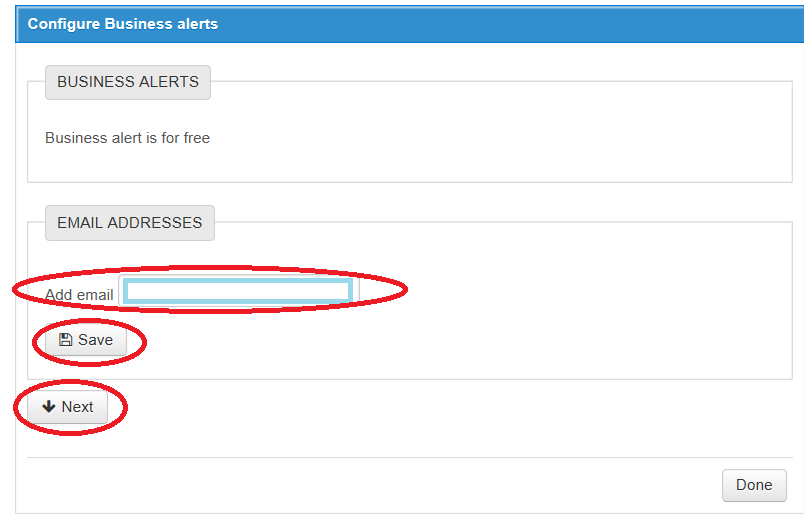 Configure Business alerts
BUSINESS ALERTS
Business alert is for free
EMAIL ADDRESSES
Add email
Save
Next
Done